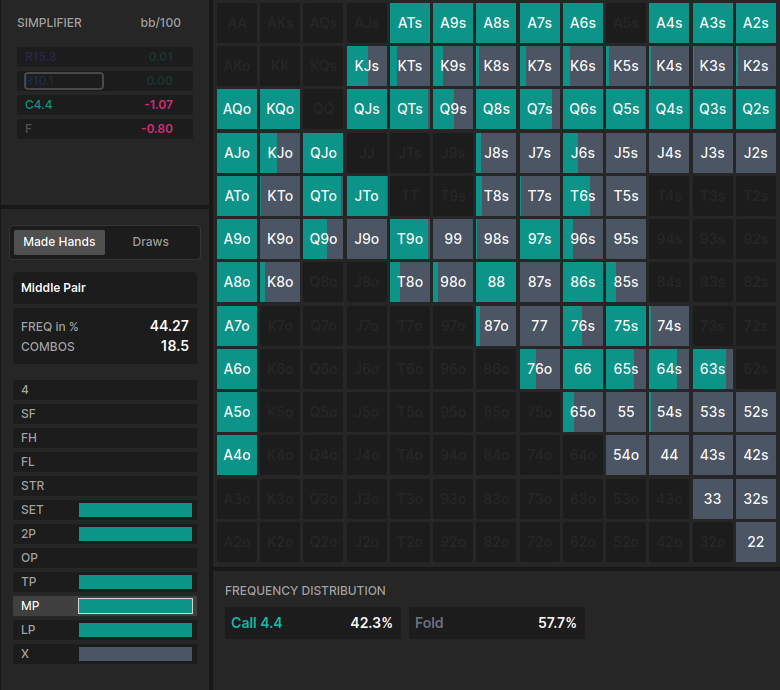 SIMPLIFIER bb/100
R15.8 0.01
R10.1 0.00
C4.4 -1.07
F -0.80
Made Hands Draws
Middle Pair
FREQ in % 44.27
COMBOS 18.5
4
SF
FH
FL
STR
SET
2P
OP
TP
MP
LP
X
AA AKs AQs AJs ATs A9s A8s A7s A6s A5s A4s A3s A2s
AKo KK KQs KJs KTs K9s K8s K7s K6s K5s K4s K3s K2s
AQo KQo QQ QJs QTs Q9s Q8s Q7s Q6s Q5s Q4s Q3s Q2s
AJo KJo QJo JJ JTs J9s J8s J7s J6s J5s J4s J3s J2s
ATo KTo QTo JTo TT T9s T8s T7s T6s T5s T4s T3s T2s
A9o K9o Q9o J9o T9o 99 98s 97s 96s 95s 94s 93s 92s
A8o K8o Q8o J8o T8o 98o 88 87s 86s 85s 84s 83s 82s
A7o K7o Q7o J7o T7o 97o 87o 77 76s 75s 74s 73s 72s
A6o K6o Q6o J6o T6o 96o 86o 76o 66 65s 64s 63s 62s
A5o K5o Q5o J5o T5o 95o 85o 75o 65o 55 54s 53s 52s
A4o K4o Q4o J4o T4o 94o 84o 74o 64o 54o 44 43s 42s
A3o K3o Q3o J3o T3o 93o 83o 73o 63o 53o 43o 33 32s
A2o K2o Q2o J2o T2o 92o 82o 72o 62o 52o 42o 32o 22
FREQUENCY DISTRIBUTION
Call 4.4 42.3% Fold 57.7%